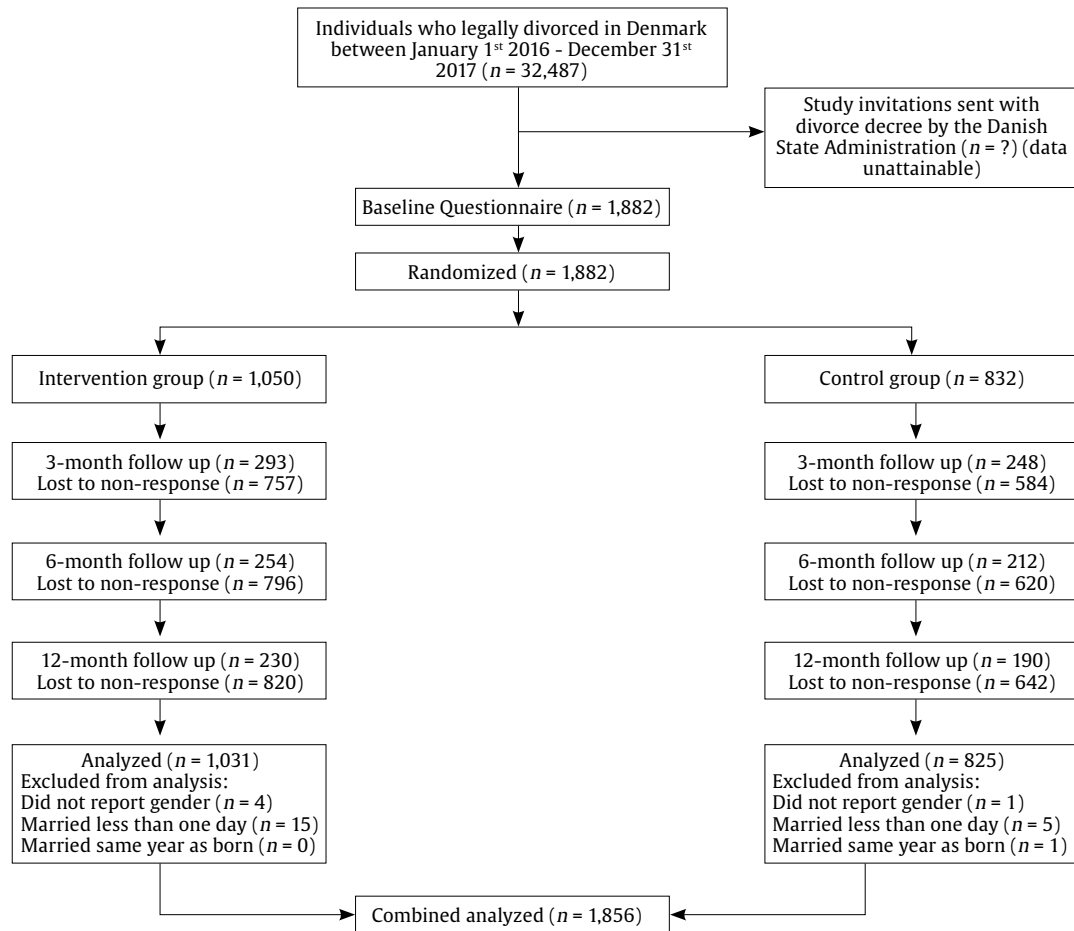 Individuals who legally divorced in Denmark
between January 1st 2016 - December 31st
2017 (n = 32,487)
Study invitations sent with
divorce decree by the Danish
State Administration (n = ?) (data
unattainable)
Baseline Questionnaire (n = 1,882)
Randomized (n = 1,882)
Intervention group (n = 1,050)
Control group (n = 832)
3-month follow up (n = 293)
Lost to non-response (n = 757)
3-month follow up (n = 248)
Lost to non-response (n = 584)
6-month follow up (n = 254)
Lost to non-response (n = 796)
6-month follow up (n = 212)
Lost to non-response (n = 620)
12-month follow up (n = 230)
Lost to non-response (n = 820)
12-month follow up (n = 190)
Lost to non-response (n = 642)
Analyzed (n = 1,031)
Excluded from analysis:
Did not report gender (n = 4)
Married less than one day (n = 15)
Married same year as born (n = 0)
Analyzed (n = 825)
Excluded from analysis:
Did not report gender (n = 1)
Married less than one day (n = 5)
Married same year as born (n = 1)
Combined analyzed (n = 1,856)